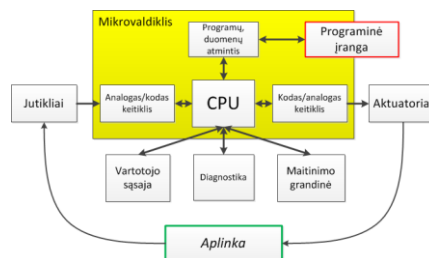 Mikrovaldiklis
Programų,
duomenų
atmintis
Programinė
įranga
Jutikliai
Analogas/kodas
keitiklis
CPU
Kodas/analogas
keitiklis
Aktuatoriai
Vartotojo
sąsaja
Diagnostika
Maitinimo
grandinė
Aplinka